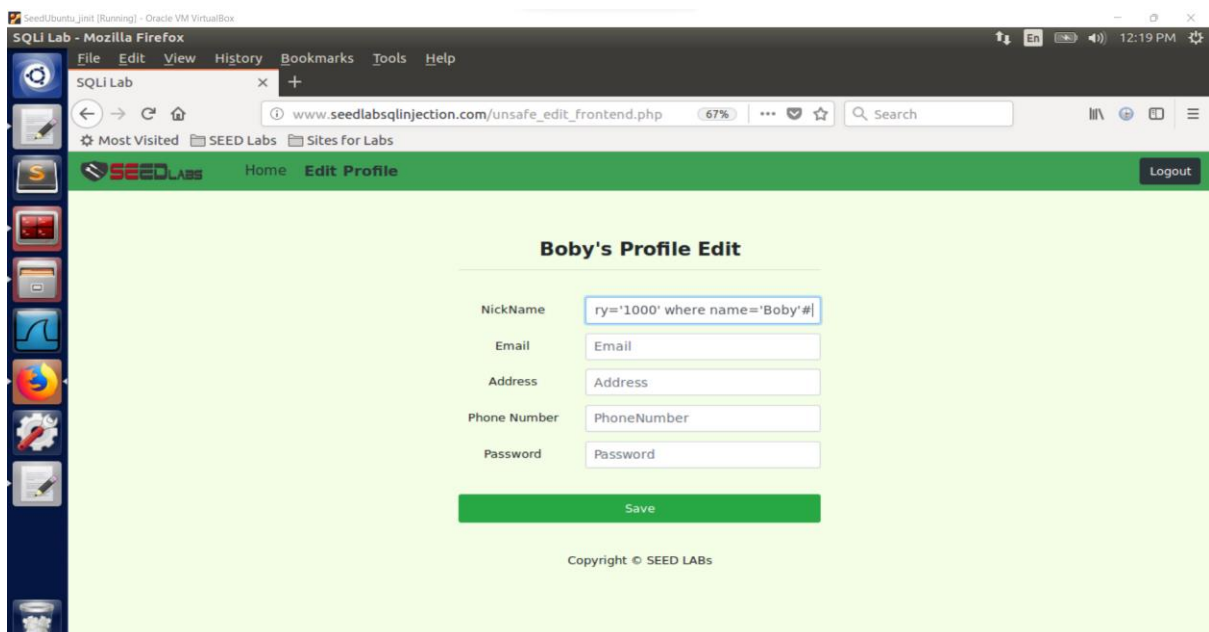 SeedUbuntu_jinit [Running] - Oracle VM VirtualBox
SQLi Lab - Mozilla Firefox En 12:19 PM
File Edit View History Bookmarks Tools Help
SQLi Lab
www.seedlabsqlinjection.com/unsafe_edit_frontend.php 67% Search
Most Visited SEED Labs Sites for Labs
SEEDLABS Home Edit Profile Logout
Boby's Profile Edit
NickName ry='1000' where name='Boby'#
Email Email
Address Address
Phone Number PhoneNumber
Password Password
Save
Copyright © SEED LABs